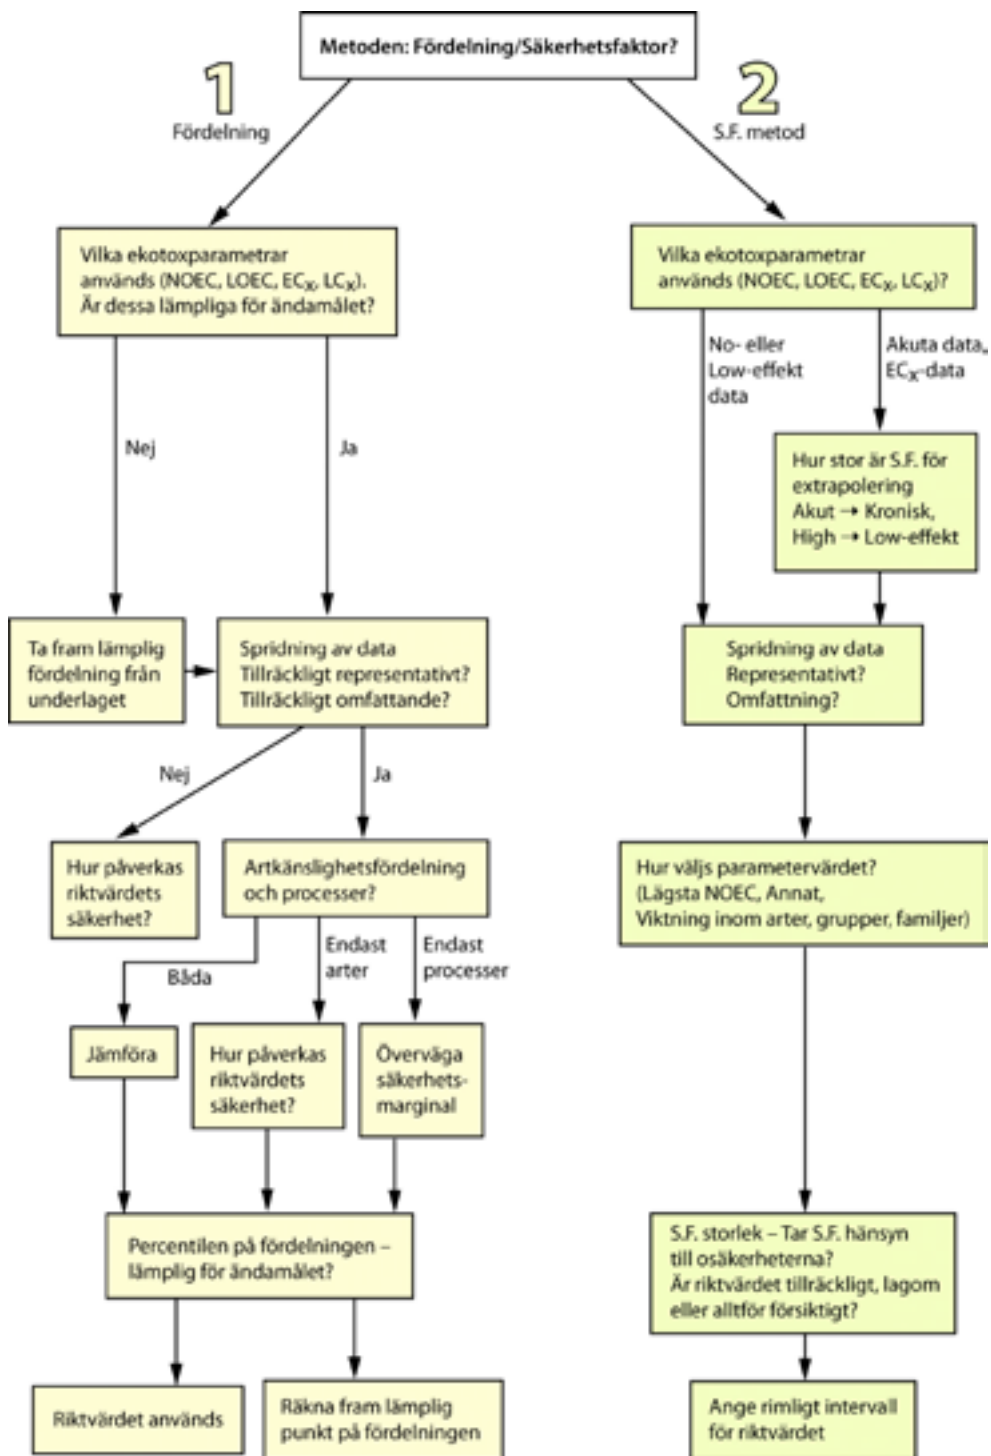 Metoden: Fördelning/Säkerhetsfaktor?
1
Fördelning
2
S.F. metod
Vilka ekotoxparametrar
används (NOEC, LOEC, ECX, LCX).
Är dessa lämpliga för ändamålet?
Nej
Ja
Ta fram lämplig
fördelning från
underlaget
Spridning av data
Tillräckligt representativt?
Tillräckligt omfattande?
Nej
Ja
Hur påverkas
riktvärdets
säkerhet?
Artkänslighetsfördelning
och processer?
Båda
Endast
arter
Endast
processer
Jämföra
Hur påverkas
riktvärdets
säkerhet?
Överväga
säkerhets-
marginal
Percentilen på fördelningen –
lämplig för ändamålet?
Riktvärdet används
Räkna fram lämplig
punkt på fördelningen
Vilka ekotoxparametrar
används (NOEC, LOEC, ECX, LCX)?
No- eller
Low-effekt
data
Akuta data,
ECX-data
Hur stor är S.F. för
extrapolering
Akut → Kronisk,
High → Low-effekt
Spridning av data
Representativt?
Omfattning?
Hur väljs parametervärdet?
(Lägsta NOEC, Annat,
Viktning inom arter, grupper, familjer)
S.F. storlek – Tar S.F. hänsyn
till osäkerheterna?
Är riktvärdet tillräckligt, lagom
eller alltför försiktigt?
Ange rimligt intervall
för riktvärdet